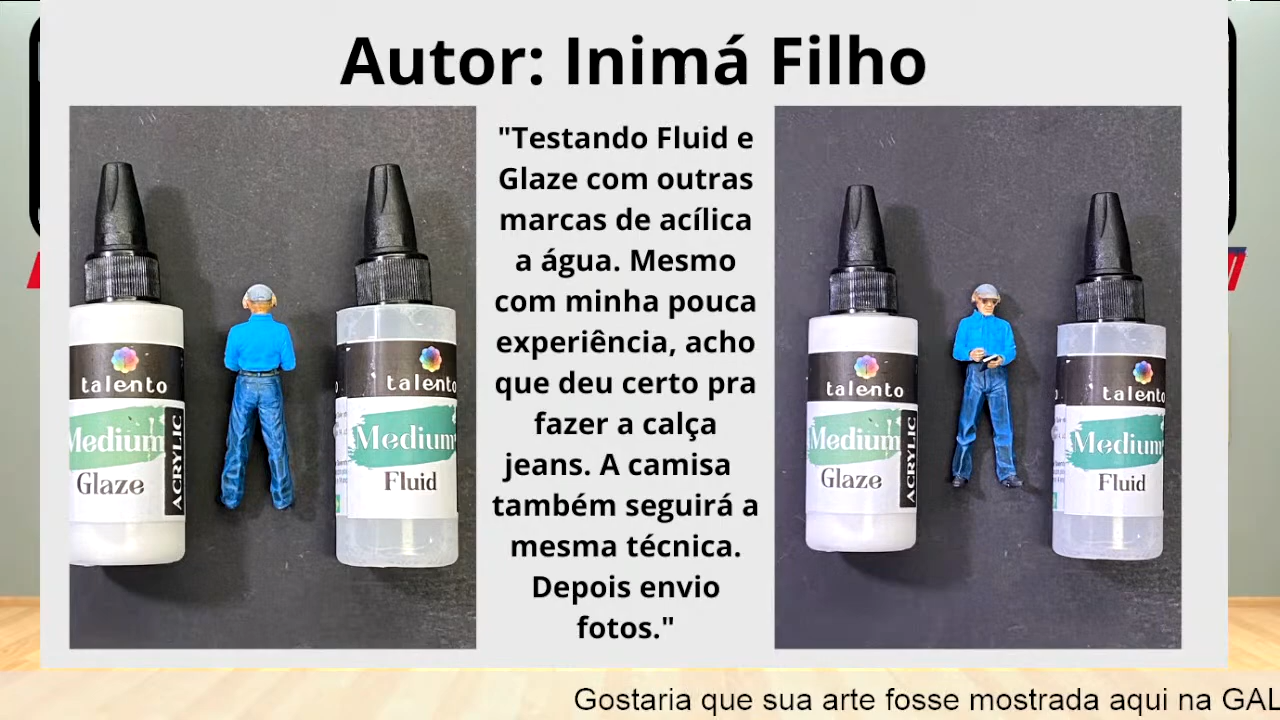 Autor: Inimá Filho
talento
Medium
Glaze
ACRYLIC
talento
Medium
Fluid
"Testando Fluid e
Glaze com outras
marcas de acílica
a água. Mesmo
com minha pouca
experiência, acho
que deu certo pra
fazer a calça
jeans. A camisa
também seguirá a
mesma técnica.
Depois envio
fotos."
talento
Medium
Glaze
ACRYLIC
talento
Medium
Fluid
Gostaria que sua arte fosse mostrada aqui na GAL